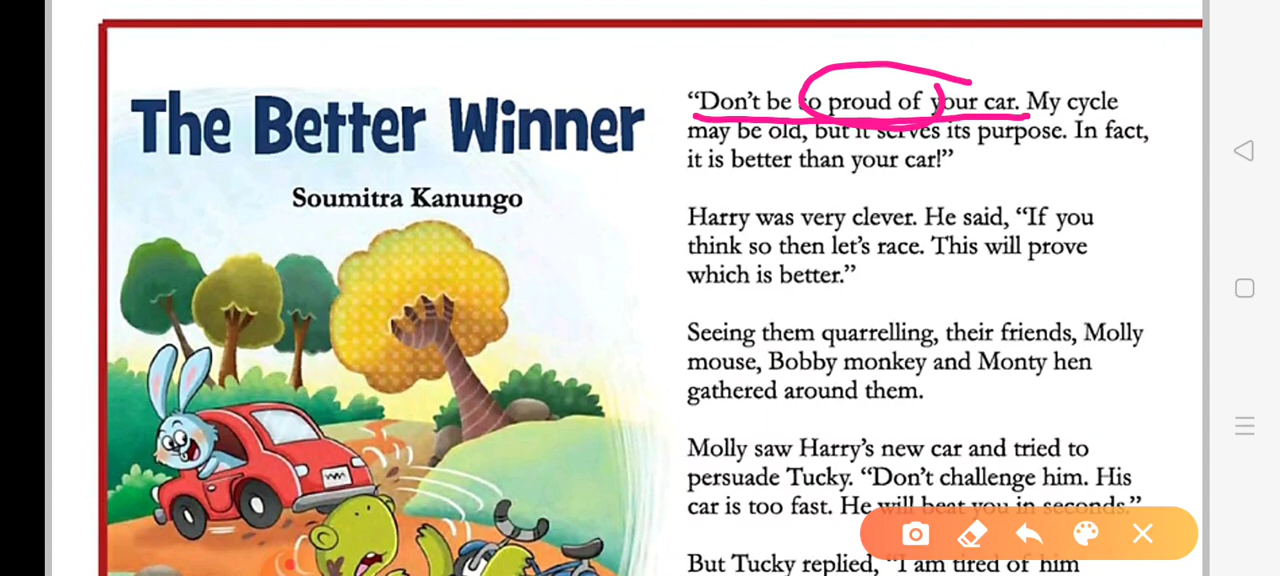 The Better Winner
Soumitra Kanungo
“Don’t be so proud of your car. My cycle
may be old, but it serves its purpose. In fact,
it is better than your car!”
Harry was very clever. He said, “If you
think so then let’s race. This will prove
which is better.”
Seeing them quarrelling, their friends, Molly
mouse, Bobby monkey and Monty hen
gathered around them.
Molly saw Harry’s new car and tried to
persuade Tucky. “Don’t challenge him. His
car is too fast. He will beat you in seconds.”
But Tucky replied, “I am tired of him